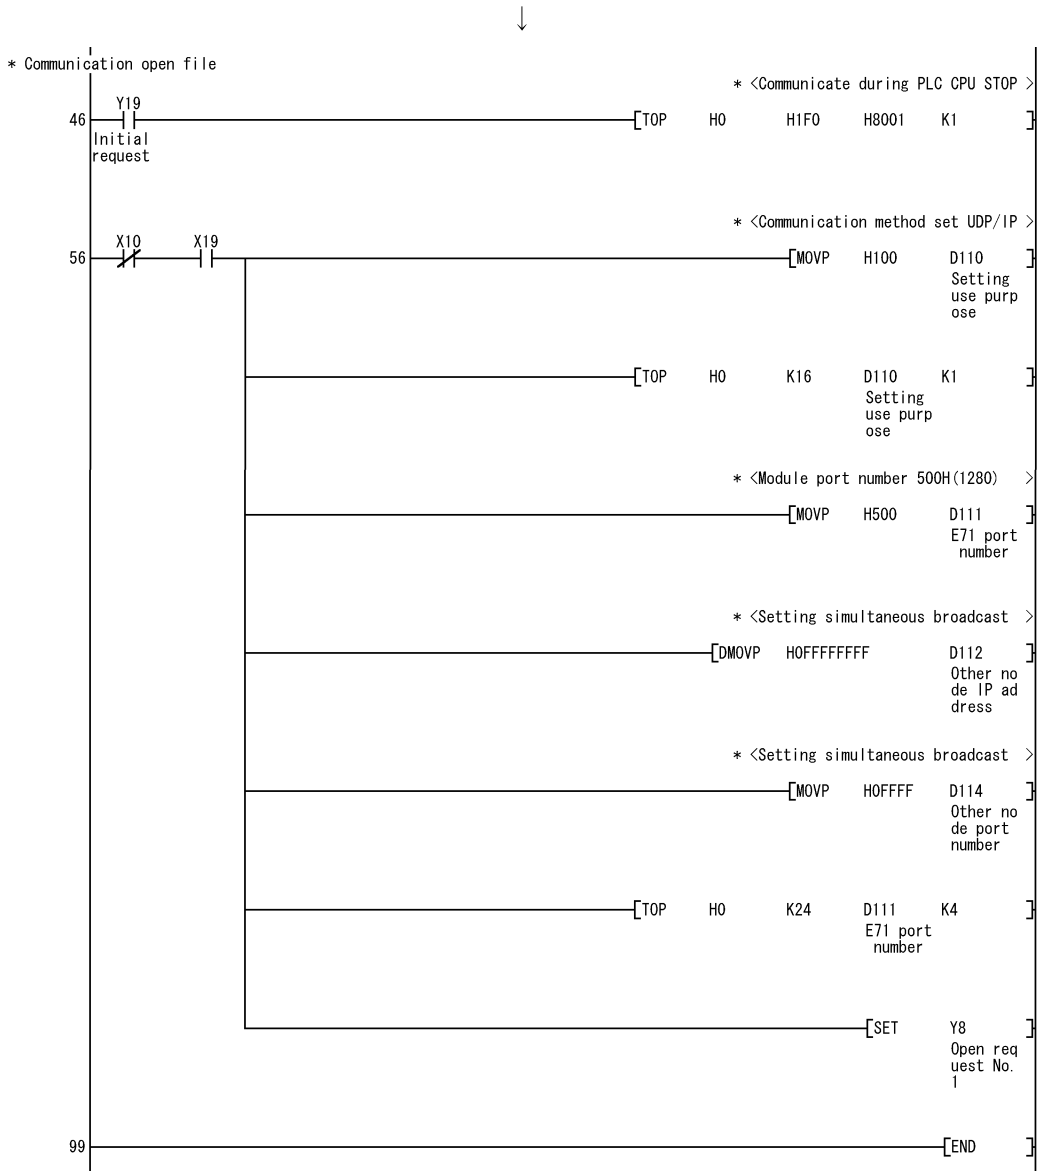 ↓
* Communication open file
* <Communicate during PLC CPU STOP >
Y19
46 [TOP H0 H1F0 H8001 K1 ]
Initial
request
* <Communication method set UDP/IP >
X10 X19
56 [MOVP H100 D110 ]
Setting
use purp
ose
[TOP H0 K16 D110 K1 ]
Setting
use purp
ose
* <Module port number 500H(1280) >
[MOVP H500 D111 ]
E71 port
number
* <Setting simultaneous broadcast >
[DMOVP H0FFFFFFFF D112 ]
Other no
de IP ad
dress
* <Setting simultaneous broadcast >
[MOVP H0FFFF D114 ]
Other no
de port
number
[TOP H0 K24 D111 K4 ]
E71 port
number
[SET Y8 ]
Open req
uest No.
1
99 [END ]